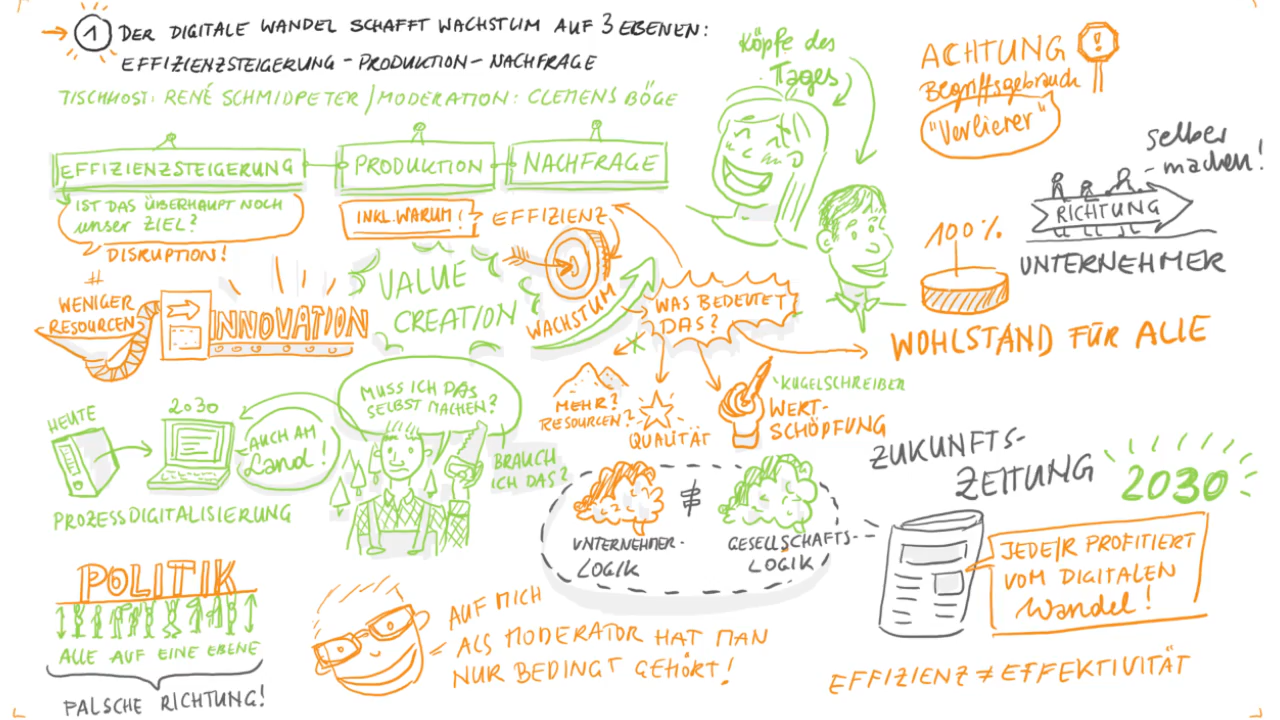 1 DER DIGITALE WANDEL SCHAFFT WACHSTUM AUF 3 EBENEN:
EFFIZIENZSTEIGERUNG - PRODUKTION - NACHFRAGE
TISCHHOST: RENÉ SCHMIDPETER / MODERATION: CLEMENS BÖGE
EFFIZIENZSTEIGERUNG
PRODUKTION
NACHFRAGE
IST DAS ÜBERHAUPT NOCH
unser ZIEL?
DISRUPTION!
INKL. WARUM!
EFFIZIENZ
Köpfe des
Tages
ACHTUNG !
Begriffsgebrauch
"Verlierer"
selber
- machen!
RICHTUNG
UNTERNEHMER
100%
WOHLSTAND FÜR ALLE
#
WENIGER
RESOURCEN
INNOVATION
VALUE
CREATION
WACHSTUM
WAS BEDEUTET
DAS?
MEHR?
RESOURCEN?
QUALITÄT
KUGELSCHREIBER
WERT-
SCHÖPFUNG
HEUTE
2030
AUCH AM
Land!
PROZESSDIGITALISIERUNG
MUSS ICH DAS
SELBST MACHEN?
BRAUCH
ICH DAS?
UNTERNEHMER-
LOGIK
≠
GESELLSCHAFTS-
LOGIK
ZUKUNFTS-
ZEITUNG
2030
JEDE/R PROFITIERT
VOM DIGITALEN
Wandel!
EFFIZIENZ ≠ EFFEKTIVITÄT
POLITIK
ALLE AUF EINE EBENE
FALSCHE RICHTUNG!
AUF MICH
ALS MODERATOR HAT MAN
NUR BEDINGT GEHÖRT!